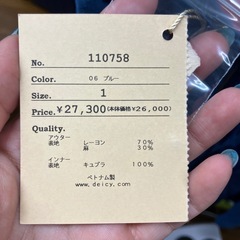 No. 110758
Color. 06 ブルー
Size. 1
Price.¥27,300(本体価格¥26,000)
Quality.
アウター
表地 レーヨン 70%
麻 30%
インナー
表地 キュプラ 100%
ベトナム製
www.deicy.com